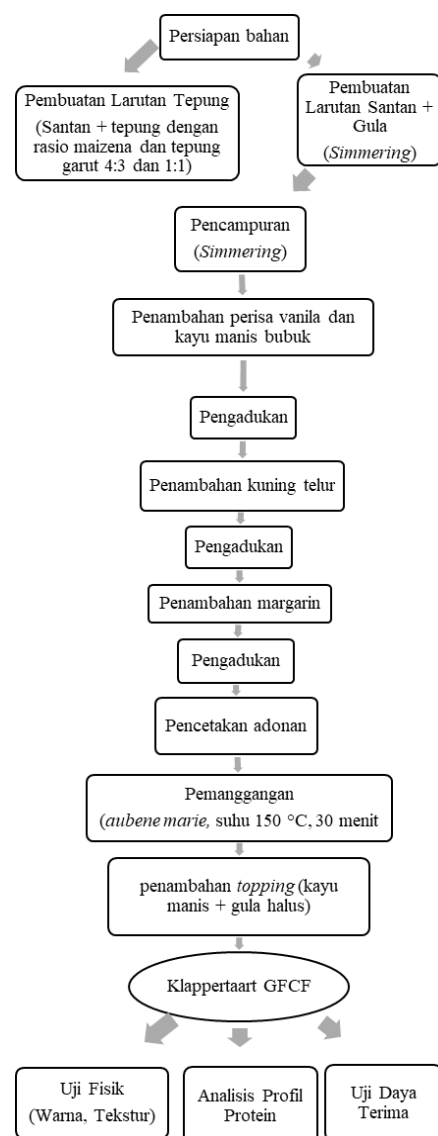 Persiapan bahan
Pembuatan Larutan Tepung
(Santan + tepung dengan
rasio maizena dan tepung
garut 4:3 dan 1:1)
Pembuatan
Larutan Santan +
Gula
(Simmering)
Pencampuran
(Simmering)
Penambahan perisa vanila dan
kayu manis bubuk
Pengadukan
Penambahan kuning telur
Pengadukan
Penambahan margarin
Pengadukan
Pencetakan adonan
Pemanggangan
(aubene marie, suhu 150 °C, 30 menit
penambahan topping (kayu
manis + gula halus)
Klappertaart GFCF
Uji Fisik
(Warna, Tekstur)
Analisis Profil
Protein
Uji Daya
Terima